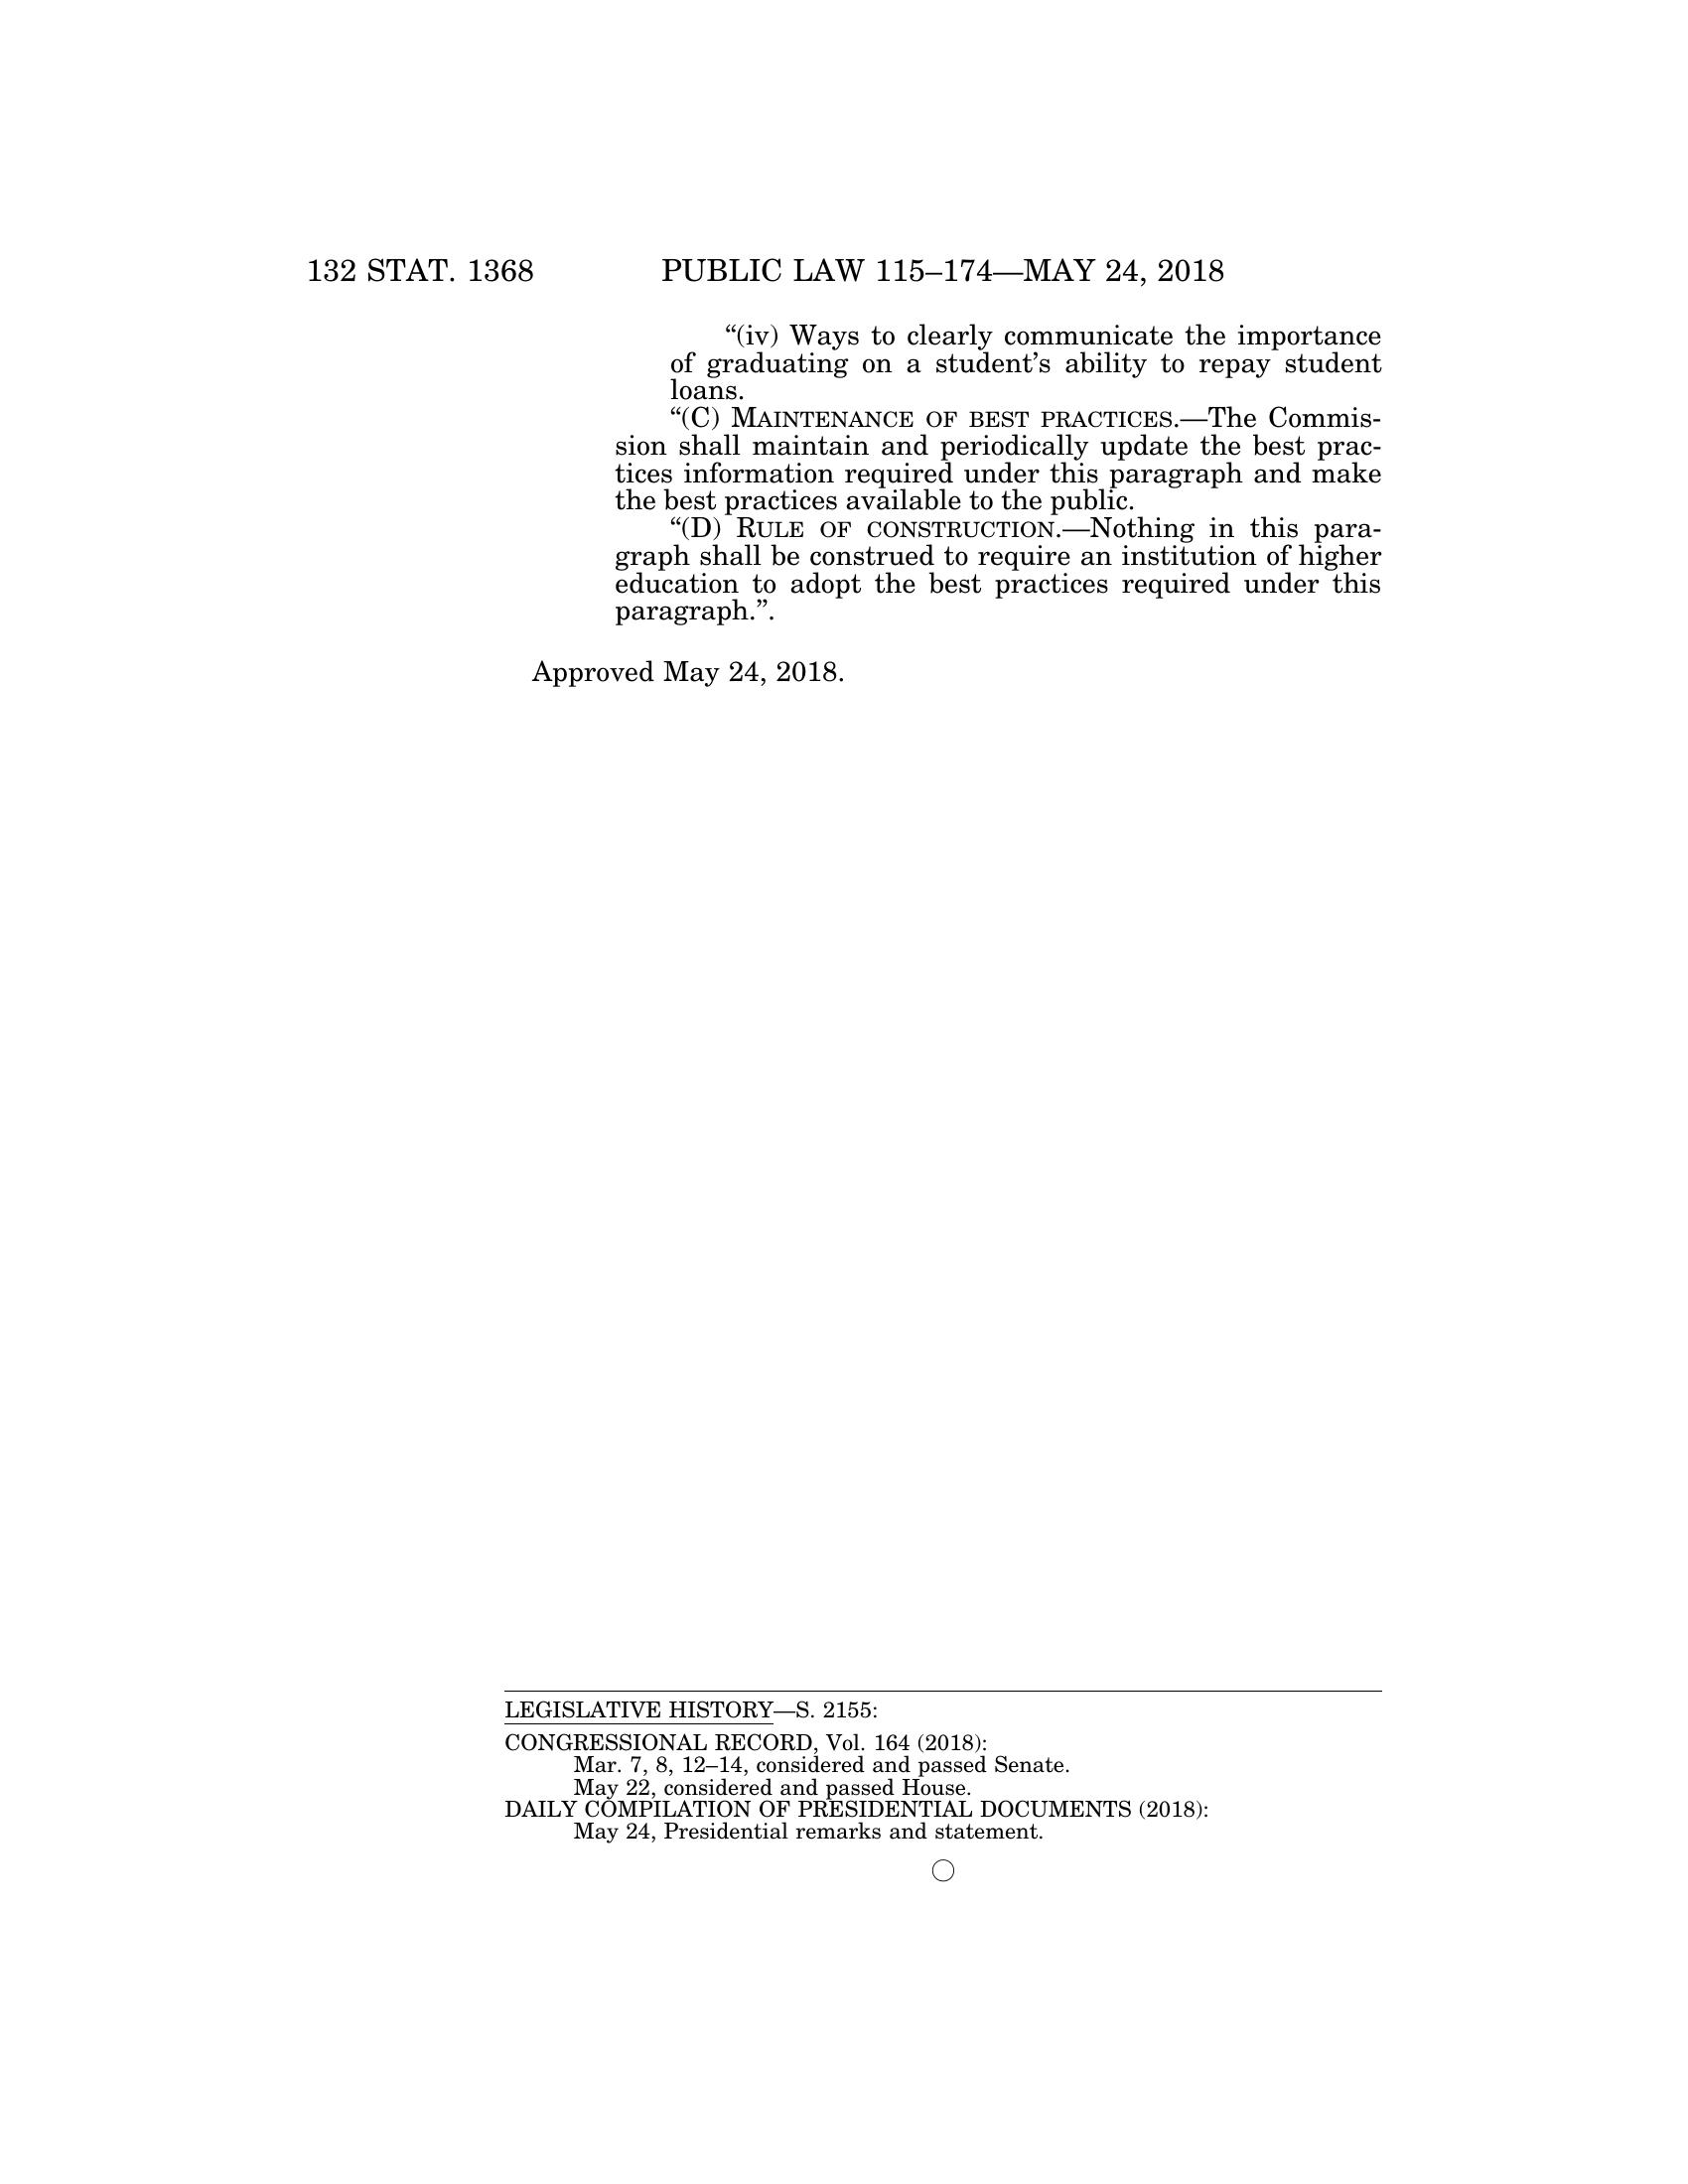 132 STAT. 1368 PUBLIC LAW 115–174—MAY 24, 2018
“(iv) Ways to clearly communicate the importance
of graduating on a student’s ability to repay student
loans.
“(C) MAINTENANCE OF BEST PRACTICES.—The Commis-
sion shall maintain and periodically update the best prac-
tices information required under this paragraph and make
the best practices available to the public.
“(D) RULE OF CONSTRUCTION.—Nothing in this para-
graph shall be construed to require an institution of higher
education to adopt the best practices required under this
paragraph.”.
Approved May 24, 2018.
LEGISLATIVE HISTORY—S. 2155:
CONGRESSIONAL RECORD, Vol. 164 (2018):
Mar. 7, 8, 12–14, considered and passed Senate.
May 22, considered and passed House.
DAILY COMPILATION OF PRESIDENTIAL DOCUMENTS (2018):
May 24, Presidential remarks and statement.